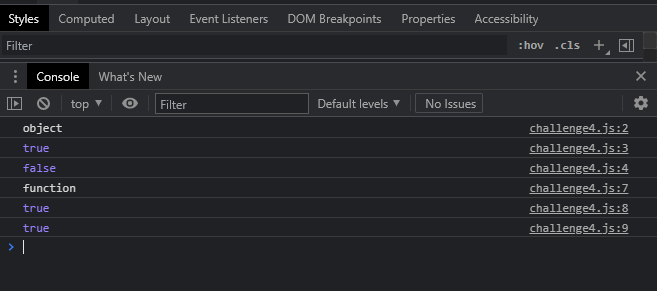 Styles Computed Layout Event Listeners DOM Breakpoints Properties Accessibility
Filter :hov .cls
Console What's New
top Filter Default levels No Issues
object challenge4.js:2
true challenge4.js:3
false challenge4.js:4
function challenge4.js:7
true challenge4.js:8
true challenge4.js:9